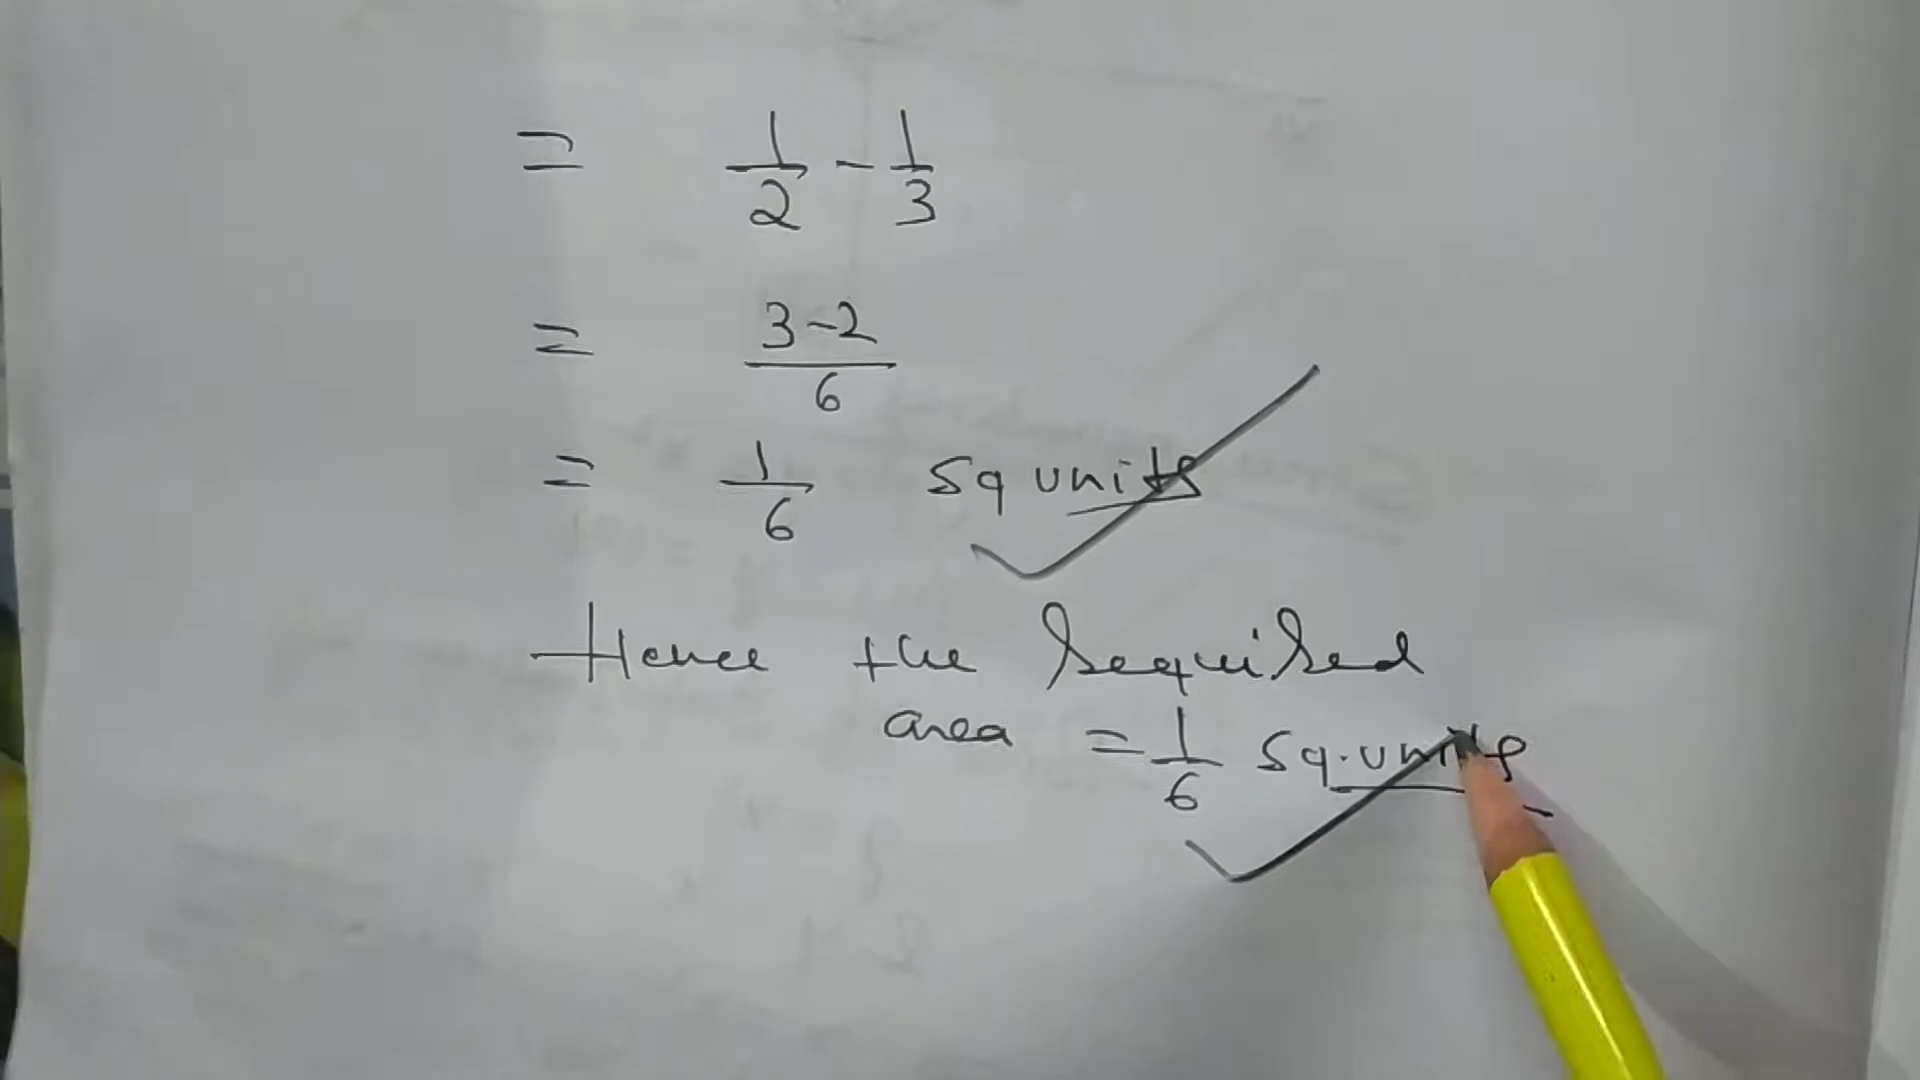 = 1/2 - 1/3
= 3-2/6
= 1/6 Sq units
Hence the required
area = 1/6 Sq. units